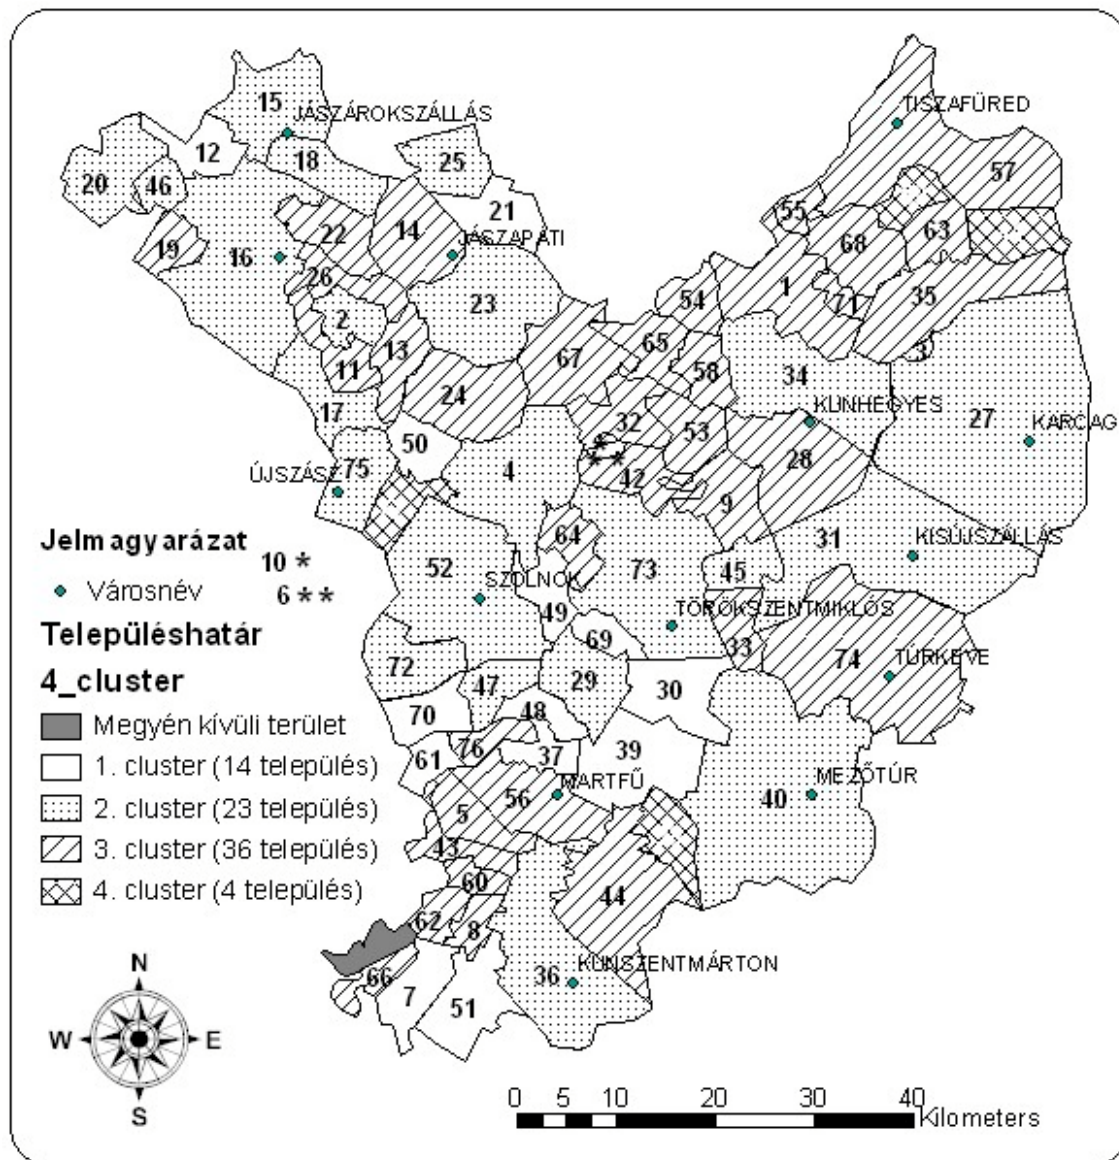 15
JÁSZÁROKSZÁLLÁS
TISZAFÜRED
12
18
25
57
20
46
21
55
22
14
68
63
19
16
JÁSZAPÁTI
26
54
1
35
2
23
71
13
65
3
11
67
58
34
24
17
32
KUNHEGYES
27
KARCAG
50
53
28
4
75
* * *
42
ÚJSZÁSZ
9
64
31
KISÚJSZÁLLÁS
Jelmagyarázat
10 *
52
73
45
Városnév
6 * *
SZOLNOK
49
TÖRÖKSZENTMIKLÓS
Településhatár
69
33
74
TÚRKEVE
72
4_cluster
47
29
30
Megyén kívüli terület
70
48
1. cluster (14 település)
61
76
37
39
2. cluster (23 település)
5
56
MARTFŰ
40
MEZŐTÚR
3. cluster (36 település)
43
4. cluster (4 település)
60
44
62
8
N
66
36
KUNSZENTMÁRTON
7
51
W E
S
0 5 10 20 30 40
Kilometers